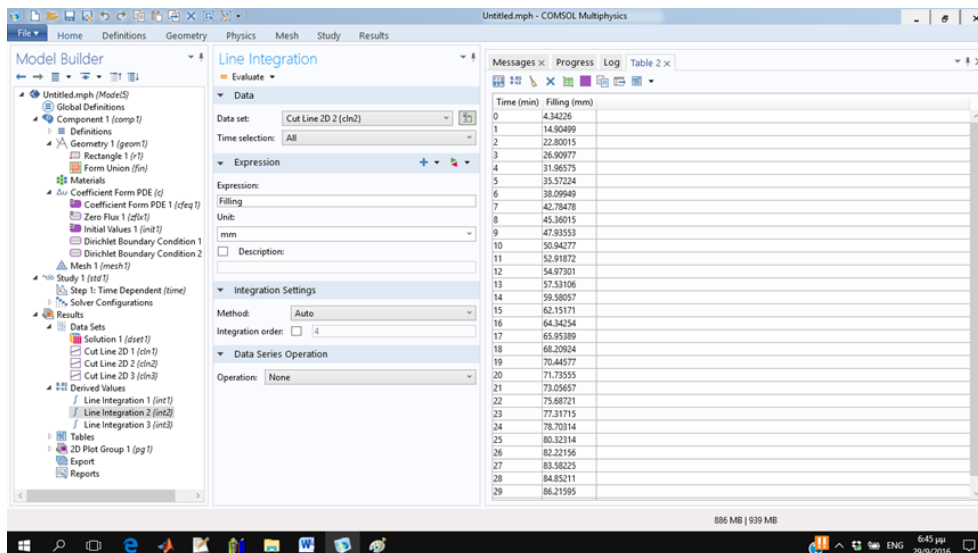 Untitled.mph - COMSOL Multiphysics
File Home Definitions Geometry Physics Mesh Study Results
Model Builder
Untitled.mph (Model5)
Global Definitions
Component 1 (comp1)
Definitions
Geometry 1 (geom1)
Rectangle 1 (r1)
Form Union (fin)
Materials
Δu Coefficient Form PDE (c)
Coefficient Form PDE 1 (cfeq1)
Zero Flux 1 (zflx1)
Initial Values 1 (init1)
Dirichlet Boundary Condition 1
Dirichlet Boundary Condition 2
Mesh 1 (mesh1)
Study 1 (std1)
Step 1: Time Dependent (time)
Solver Configurations
Results
Data Sets
Solution 1 (dset1)
Cut Line 2D 1 (cln1)
Cut Line 2D 2 (cln2)
Cut Line 2D 3 (cln3)
Derived Values
Line Integration 1 (int1)
Line Integration 2 (int2)
Line Integration 3 (int3)
Tables
2D Plot Group 1 (pg1)
Export
Reports
Line Integration
= Evaluate
Data
Data set: Cut Line 2D 2 (cln2)
Time selection: All
Expression
Expression:
Filling
Unit:
mm
Description:
Integration Settings
Method: Auto
Integration order: 4
Data Series Operation
Operation: None
Messages Progress Log Table 2
Time (min) Filling (mm)
0 4.34226
1 14.90499
2 22.80015
3 26.90977
4 31.96575
5 35.57224
6 38.09949
7 42.78478
8 45.36015
9 47.93553
10 50.94277
11 52.91872
12 54.97301
13 57.53106
14 59.58057
15 62.15171
16 64.34254
17 65.95389
18 68.20924
19 70.44577
20 71.73555
21 73.05657
22 75.68721
23 77.31715
24 78.70314
25 80.32314
26 82.22156
27 83.58225
28 84.85211
29 86.21595
886 MB | 939 MB
ENG 6:45 μμ
29/9/2016